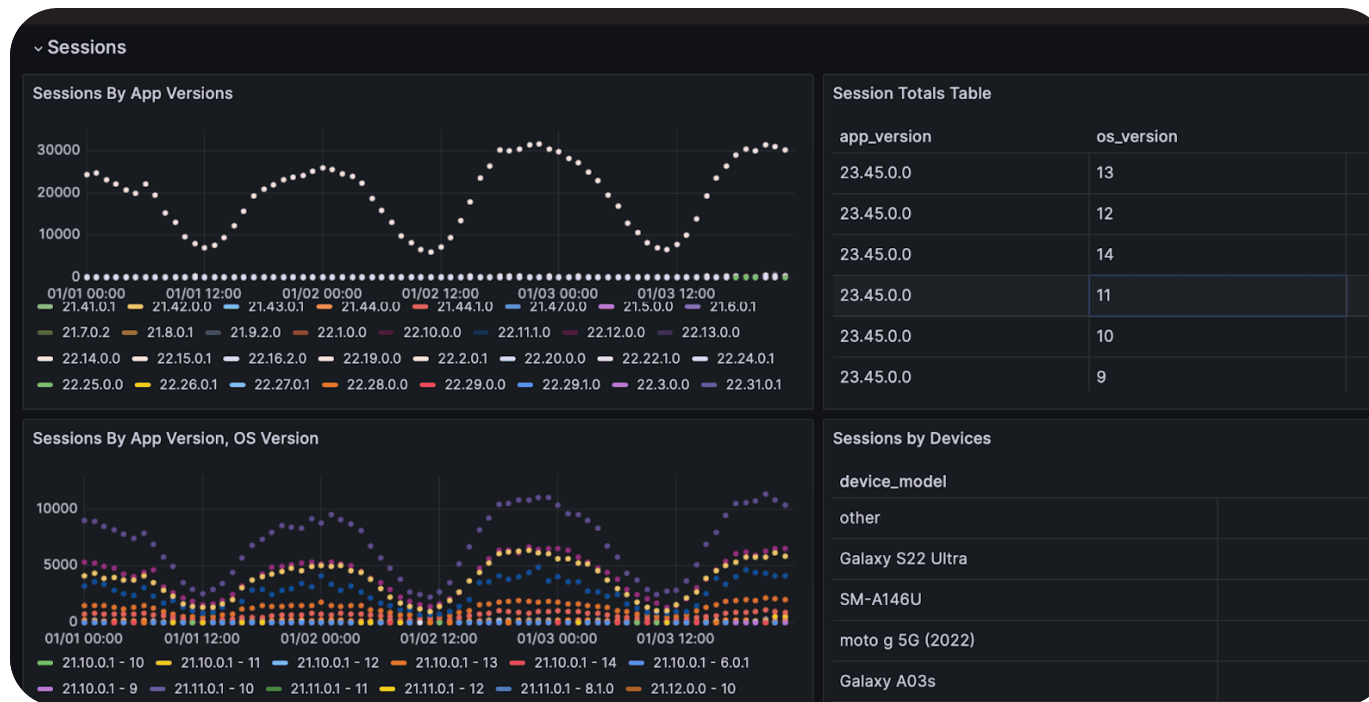 Sessions
Sessions By App Versions
30000
20000
10000
0
01/01 00:00 01/01 12:00 01/02 00:00 01/02 12:00 01/03 00:00 01/03 12:00
21.41.0.1 21.42.0.0 21.43.0.1 21.44.0.0 21.44.1.0 21.47.0.0 21.5.0.0 21.6.0.1
21.7.0.2 21.8.0.1 21.9.2.0 22.1.0.0 22.10.0.0 22.11.1.0 22.12.0.0 22.13.0.0
22.14.0.0 22.15.0.1 22.16.2.0 22.19.0.0 22.2.0.1 22.20.0.0 22.22.1.0 22.24.0.1
22.25.0.0 22.26.0.1 22.27.0.1 22.28.0.0 22.29.0.0 22.29.1.0 22.3.0.0 22.31.0.1
Session Totals Table
app_version os_version
23.45.0.0 13
23.45.0.0 12
23.45.0.0 14
23.45.0.0 11
23.45.0.0 10
23.45.0.0 9
Sessions By App Version, OS Version
10000
5000
0
01/01 00:00 01/01 12:00 01/02 00:00 01/02 12:00 01/03 00:00 01/03 12:00
21.10.0.1 - 10 21.10.0.1 - 11 21.10.0.1 - 12 21.10.0.1 - 13 21.10.0.1 - 14 21.10.0.1 - 6.0.1
21.10.0.1 - 9 21.11.0.1 - 10 21.11.0.1 - 11 21.11.0.1 - 12 21.11.0.1 - 8.1.0 21.12.0.0 - 10
Sessions by Devices
device_model
other
Galaxy S22 Ultra
SM-A146U
moto g 5G (2022)
Galaxy A03s